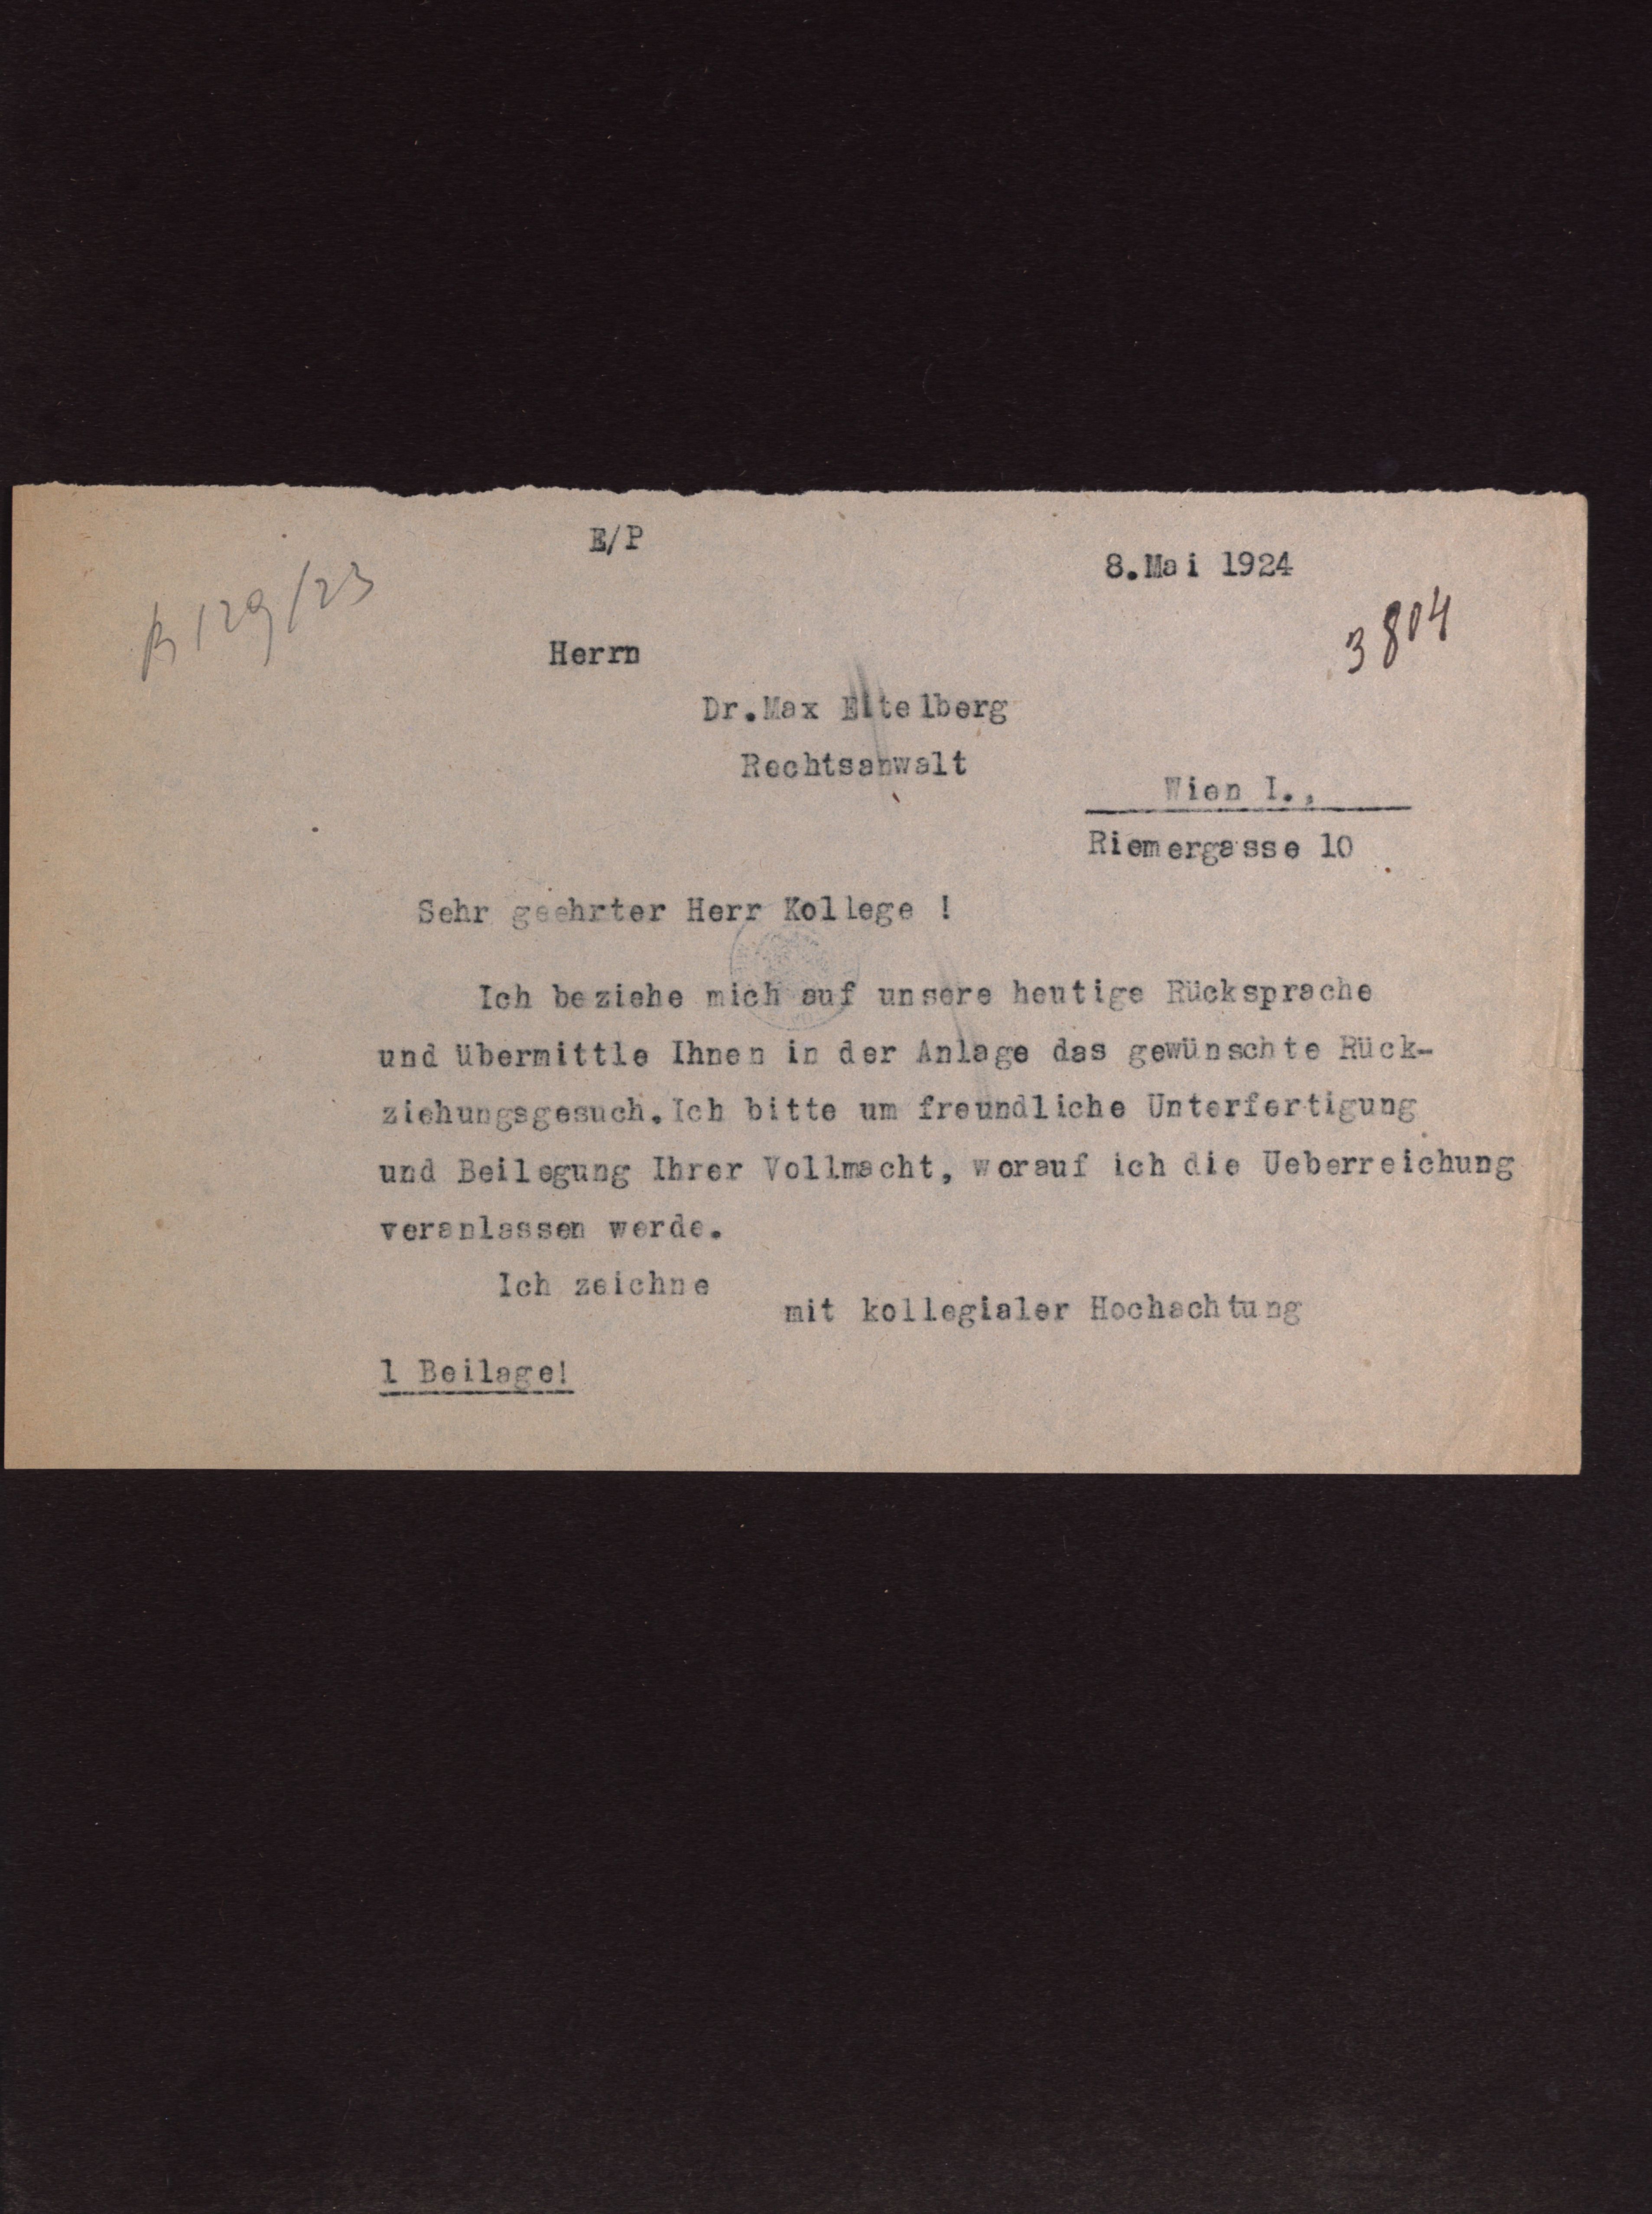 E/P
8.Mai 1924
B 129/23
3804
Herrn
Dr.Max Eitelberg
Rechtsanwalt
Wien I.,
Riemergasse 10
Sehr geehrter Herr Kollege !
Ich beziehe mich auf unsere heutige Rücksprache
und übermittle Ihnen in der Anlage das gewünschte Rück-
ziehungsgesuch.Ich bitte um freundliche Unterfertigung
und Beilegung Ihrer Vollmacht, worauf ich die Ueberreichung
veranlassen werde.
Ich zeichne
mit kollegialer Hochachtung
1 Beilage!